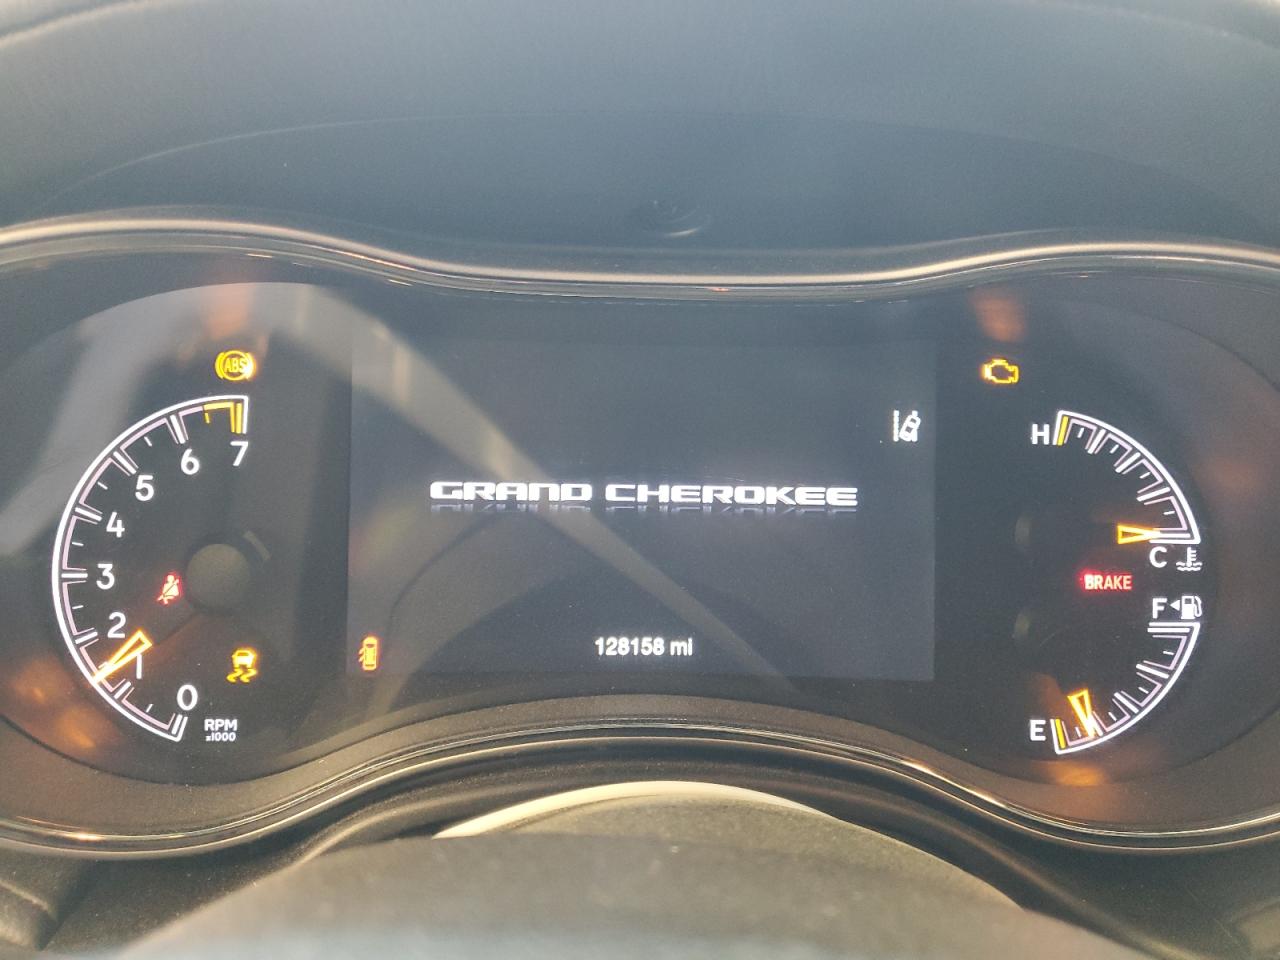 ABS
7
6
5
4
3
2
1
0
RPM
x1000
GRAND CHEROKEE
128158 mi
H
C
BRAKE
F
E